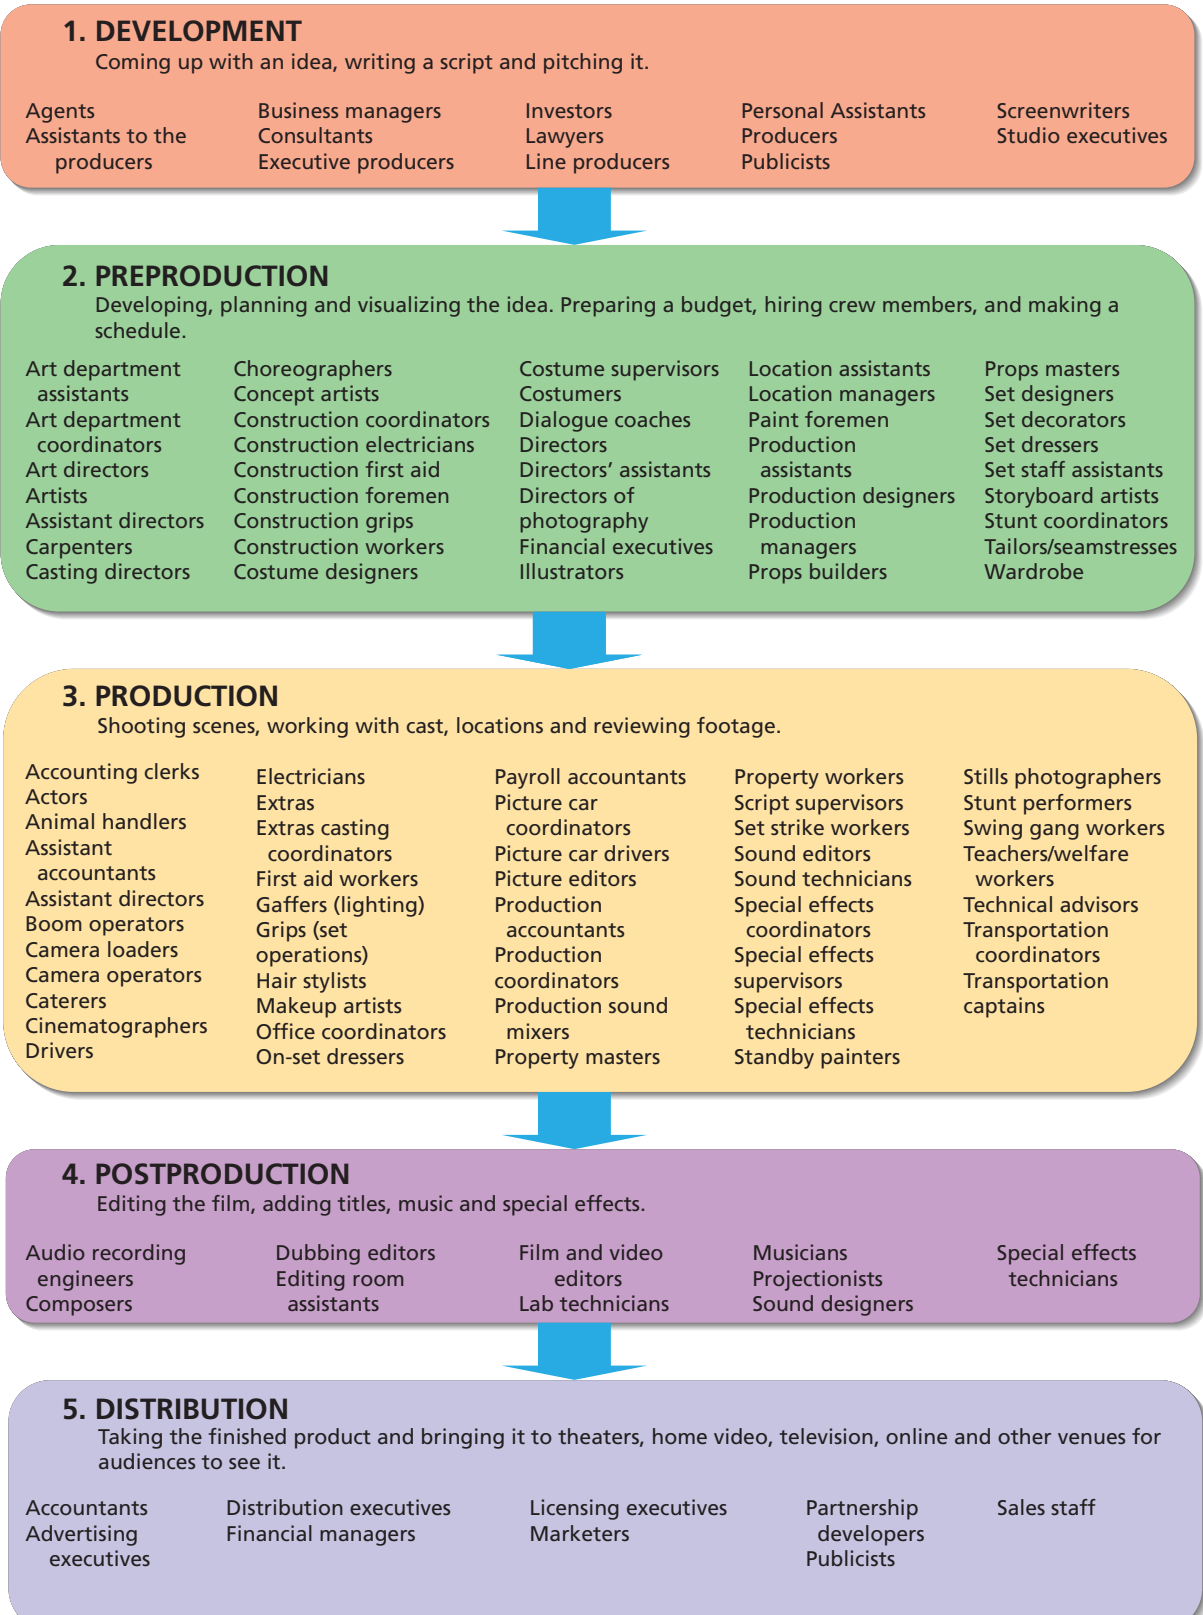 1. DEVELOPMENT
Coming up with an idea, writing a script and pitching it.
Agents
Assistants to the
producers
Business managers
Consultants
Executive producers
Investors
Lawyers
Line producers
Personal Assistants
Producers
Publicists
Screenwriters
Studio executives
2. PREPRODUCTION
Developing, planning and visualizing the idea. Preparing a budget, hiring crew members, and making a
schedule.
Art department
assistants
Art department
coordinators
Art directors
Artists
Assistant directors
Carpenters
Casting directors
Choreographers
Concept artists
Construction coordinators
Construction electricians
Construction first aid
Construction foremen
Construction grips
Construction workers
Costume designers
Costume supervisors
Costumers
Dialogue coaches
Directors
Directors’ assistants
Directors of
photography
Financial executives
Illustrators
Location assistants
Location managers
Paint foremen
Production
assistants
Production designers
Production
managers
Props builders
Props masters
Set designers
Set decorators
Set dressers
Set staff assistants
Storyboard artists
Stunt coordinators
Tailors/seamstresses
Wardrobe
3. PRODUCTION
Shooting scenes, working with cast, locations and reviewing footage.
Accounting clerks
Actors
Animal handlers
Assistant
accountants
Assistant directors
Boom operators
Camera loaders
Camera operators
Caterers
Cinematographers
Drivers
Electricians
Extras
Extras casting
coordinators
First aid workers
Gaffers (lighting)
Grips (set
operations)
Hair stylists
Makeup artists
Office coordinators
On-set dressers
Payroll accountants
Picture car
coordinators
Picture car drivers
Picture editors
Production
accountants
Production
coordinators
Production sound
mixers
Property masters
Property workers
Script supervisors
Set strike workers
Sound editors
Sound technicians
Special effects
coordinators
Special effects
supervisors
Special effects
technicians
Standby painters
Stills photographers
Stunt performers
Swing gang workers
Teachers/welfare
workers
Technical advisors
Transportation
coordinators
Transportation
captains
4. POSTPRODUCTION
Editing the film, adding titles, music and special effects.
Audio recording
engineers
Composers
Dubbing editors
Editing room
assistants
Film and video
editors
Lab technicians
Musicians
Projectionists
Sound designers
Special effects
technicians
5. DISTRIBUTION
Taking the finished product and bringing it to theaters, home video, television, online and other venues for
audiences to see it.
Accountants
Advertising
executives
Distribution executives
Financial managers
Licensing executives
Marketers
Partnership
developers
Publicists
Sales staff